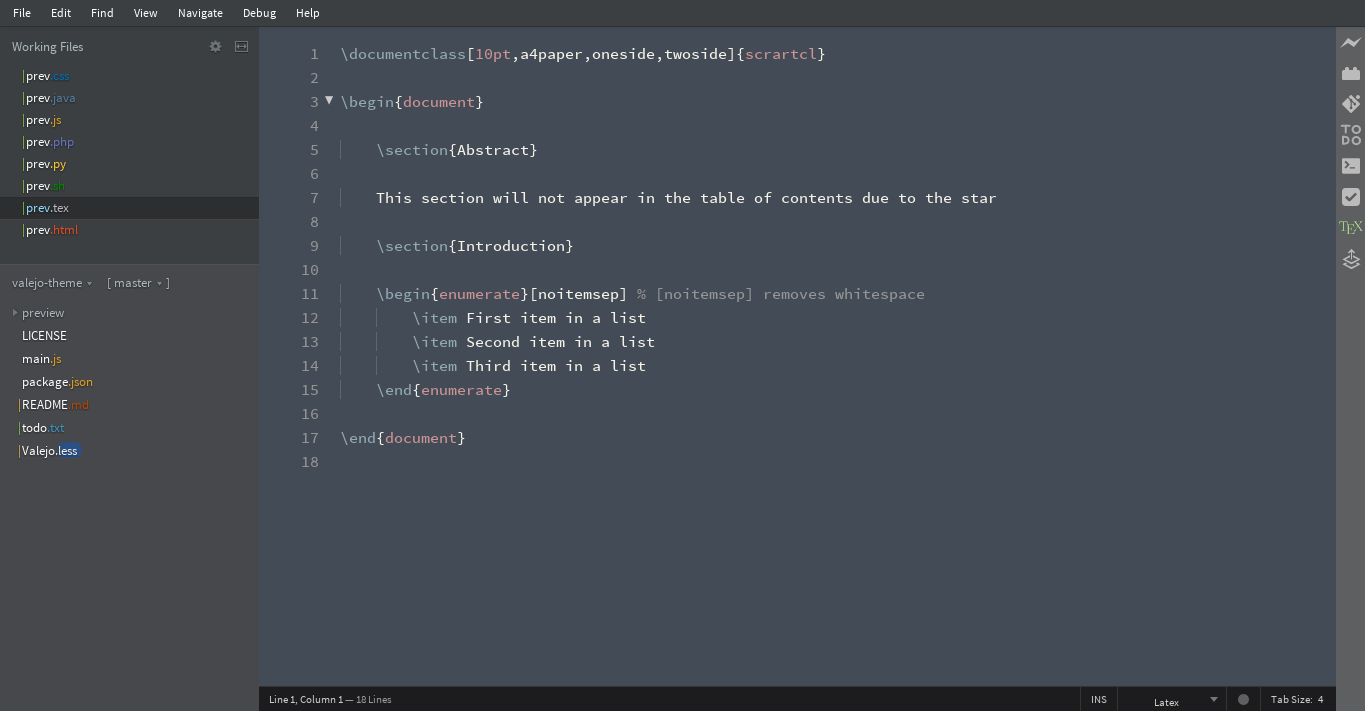 File Edit Find View Navigate Debug Help
Working Files
prev.css
prev.java
prev.js
prev.php
prev.py
prev.sh
prev.tex
prev.html
valejo-theme [ master ]
preview
LICENSE
main.js
package.json
README.md
todo.txt
Valejo.less
1 \documentclass[10pt,a4paper,oneside,twoside]{scrartcl}
2
3 \begin{document}
4
5 \section{Abstract}
6
7 This section will not appear in the table of contents due to the star
8
9 \section{Introduction}
10
11 \begin{enumerate}[noitemsep] % [noitemsep] removes whitespace
12 \item First item in a list
13 \item Second item in a list
14 \item Third item in a list
15 \end{enumerate}
16
17 \end{document}
18
TO
DO
TEX
Line 1, Column 1 — 18 Lines INS Latex Tab Size: 4